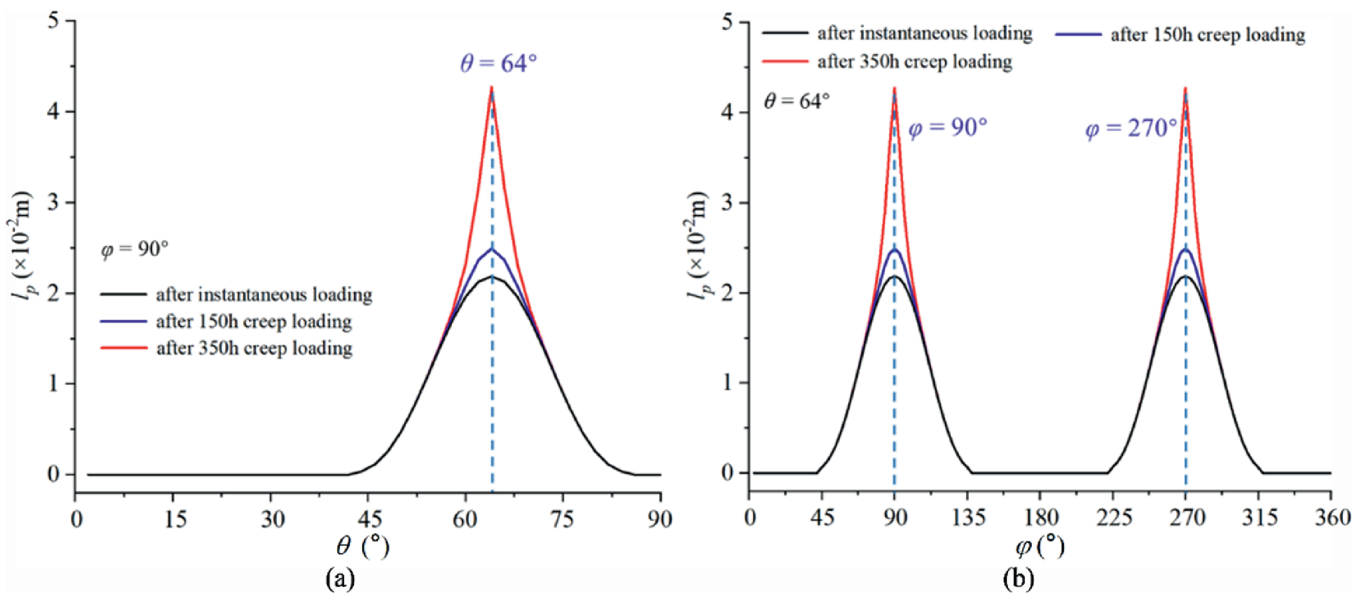 5
4
3
2
1
0
l_p (×10⁻²m)
θ = 64°
φ = 90°
after instantaneous loading
after 150h creep loading
after 350h creep loading
0 15 30 45 60 75 90
θ (°)
(a)
5
4
3
2
1
0
l_p (×10⁻²m)
after instantaneous loading after 150h creep loading
after 350h creep loading
θ = 64°
φ = 90° φ = 270°
0 45 90 135 180 225 270 315 360
φ (°)
(b)